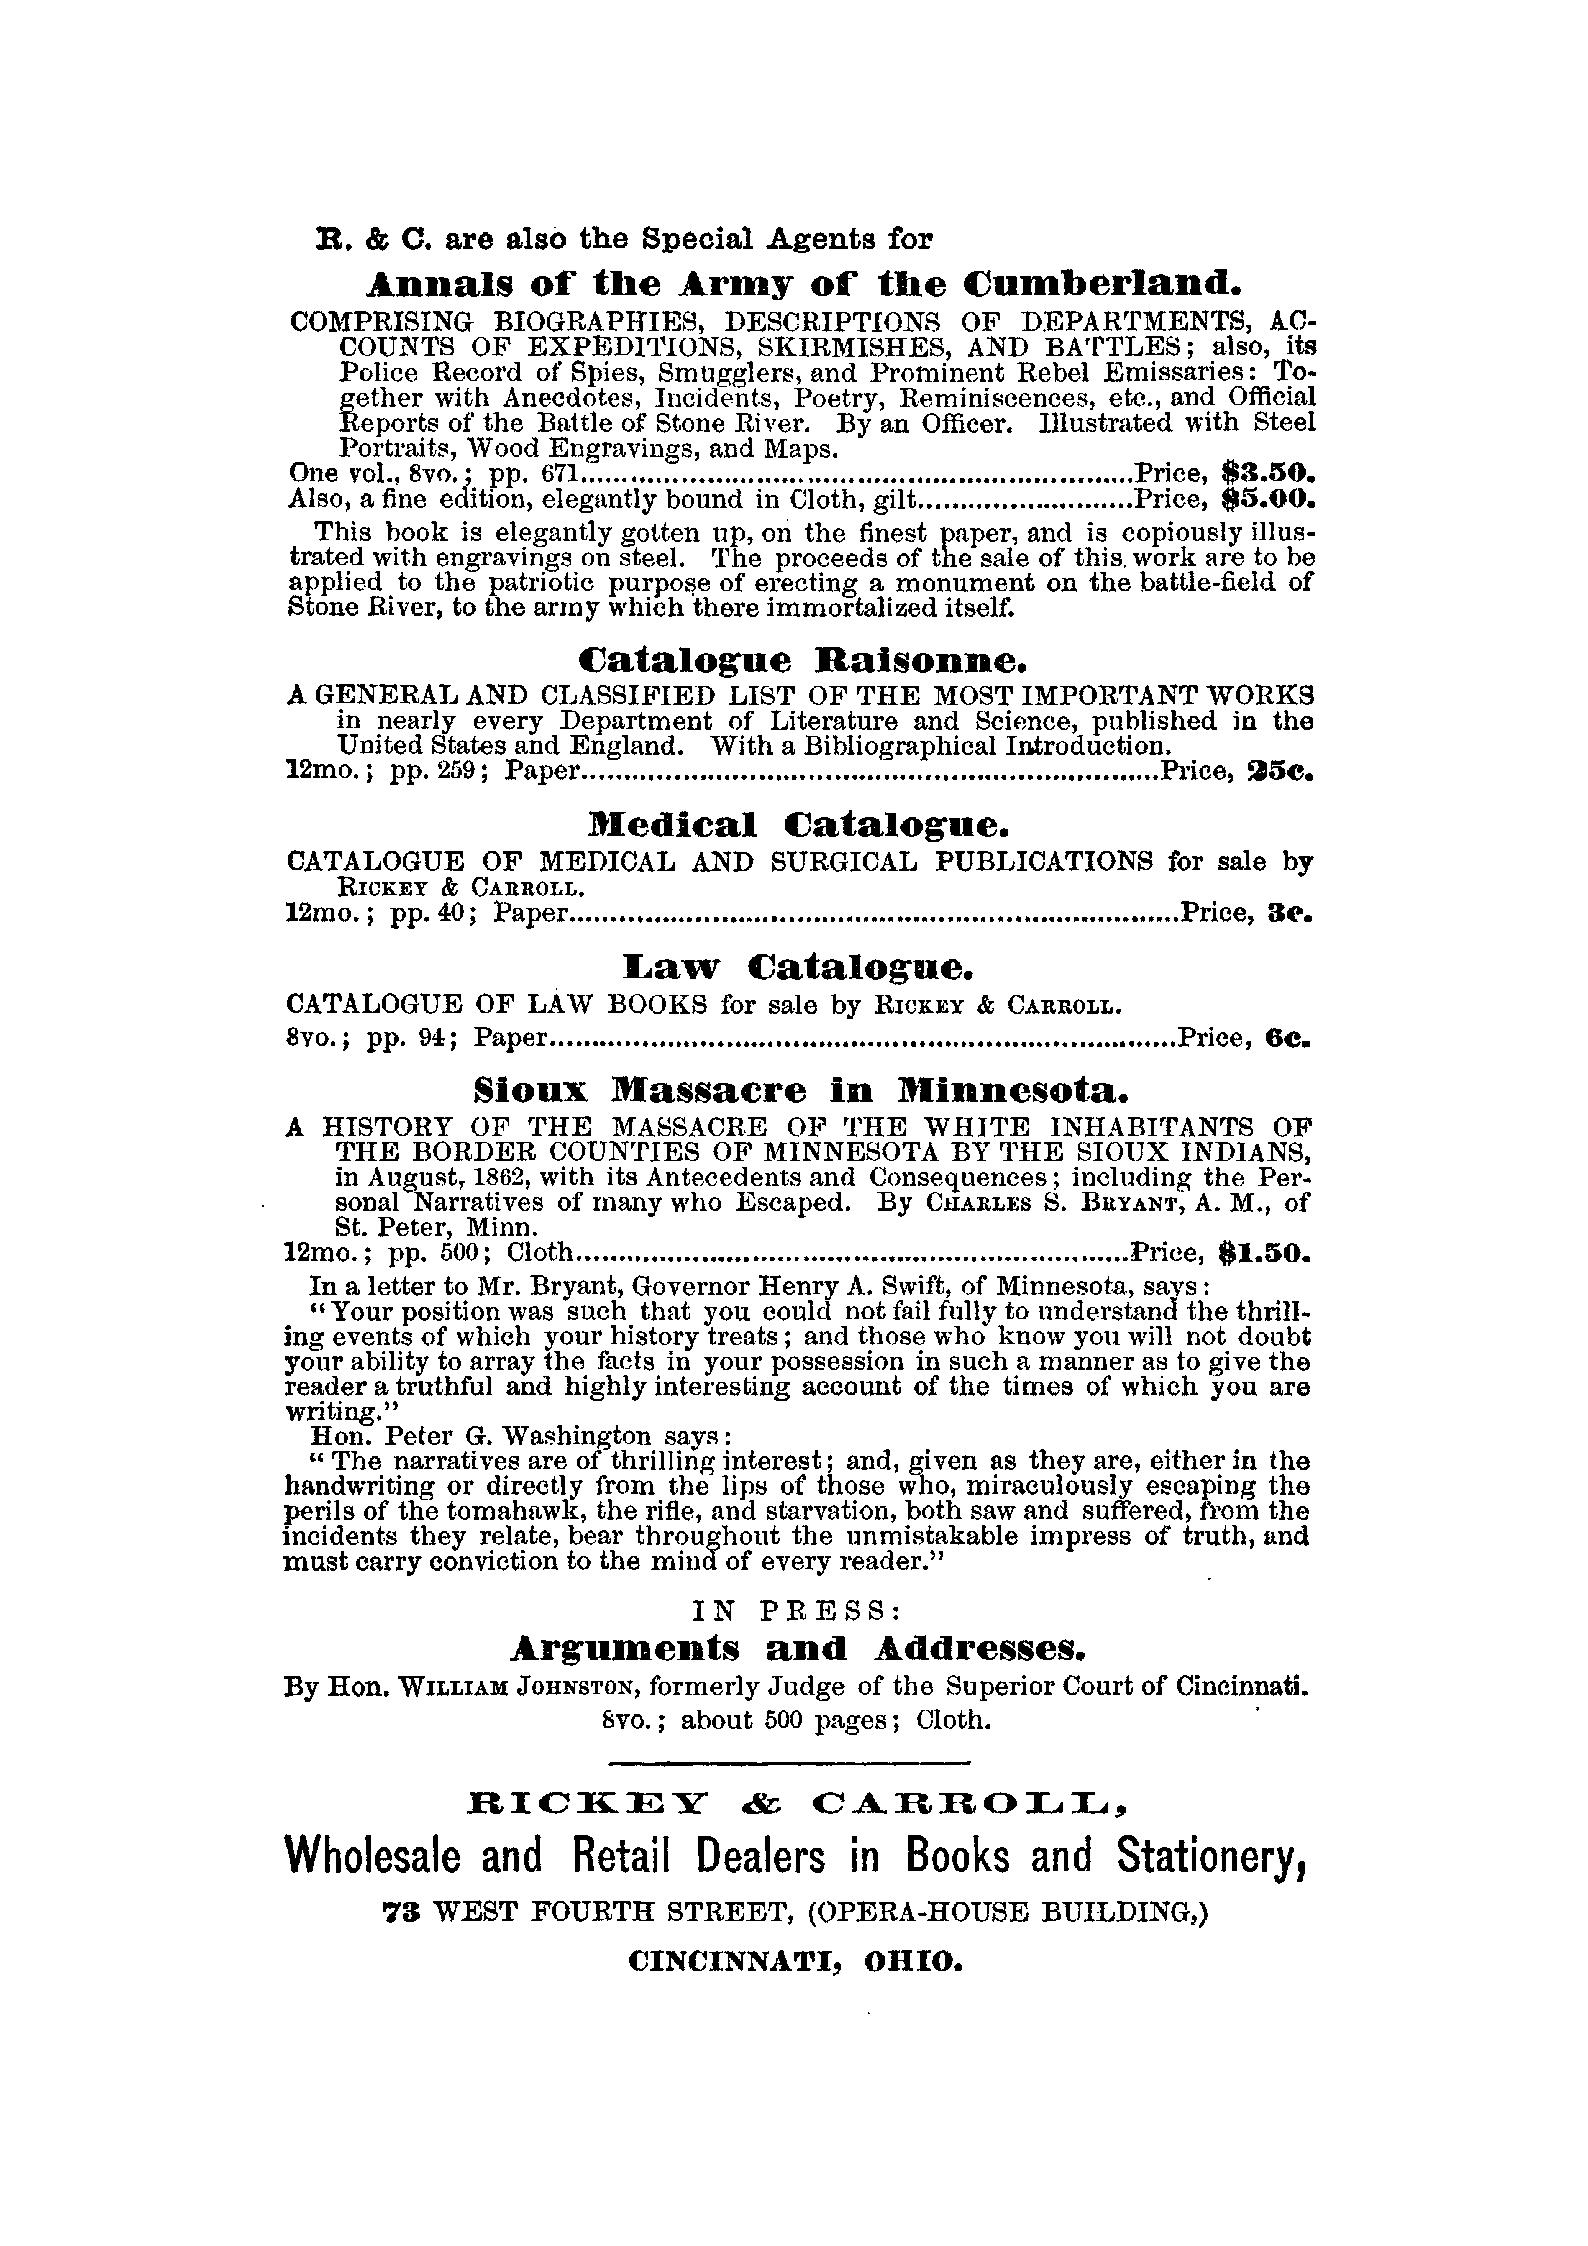 R. & C. are also the Special Agents for
Annals of the Army of the Cumberland.
COMPRISING BIOGRAPHIES, DESCRIPTIONS OF DEPARTMENTS, AC-
COUNTS OF EXPEDITIONS, SKIRMISHES, AND BATTLES; also, its
Police Record of Spies, Smugglers, and Prominent Rebel Emissaries: To-
gether with Anecdotes, Incidents, Poetry, Reminiscences, etc., and Official
Reports of the Battle of Stone River. By an Officer. Illustrated with Steel
Portraits, Wood Engravings, and Maps.
One vol., 8vo.; pp. 671....................Price, $3.50.
Also, a fine edition, elegantly bound in Cloth, gilt....................Price, $5.00.
This book is elegantly gotten up, on the finest paper, and is copiously illus-
trated with engravings on steel. The proceeds of the sale of this work are to be
applied to the patriotic purpose of erecting a monument on the battle-field of
Stone River, to the army which there immortalized itself.
Catalogue Raisonne.
A GENERAL AND CLASSIFIED LIST OF THE MOST IMPORTANT WORKS
in nearly every Department of Literature and Science, published in the
United States and England. With a Bibliographical Introduction.
12mo.; pp. 259; Paper....................Price, 25c.
Medical Catalogue.
CATALOGUE OF MEDICAL AND SURGICAL PUBLICATIONS for sale by
RICKEY & CARROLL.
12mo.; pp. 40; Paper....................Price, 3c.
Law Catalogue.
CATALOGUE OF LAW BOOKS for sale by RICKEY & CARROLL.
8vo.; pp. 94; Paper....................Price, 6c.
Sioux Massacre in Minnesota.
A HISTORY OF THE MASSACRE OF THE WHITE INHABITANTS OF
THE BORDER COUNTIES OF MINNESOTA BY THE SIOUX INDIANS,
in August, 1862, with its Antecedents and Consequences; including the Per-
sonal Narratives of many who Escaped. By CHARLES S. BRYANT, A. M., of
St. Peter, Minn.
12mo.; pp. 500; Cloth....................Price, $1.50.
In a letter to Mr. Bryant, Governor Henry A. Swift, of Minnesota, says:
"Your position was such that you could not fail fully to understand the thrill-
ing events of which your history treats; and those who know you will not doubt
your ability to array the facts in your possession in such a manner as to give the
reader a truthful and highly interesting account of the times of which you are
writing."
Hon. Peter G. Washington says:
"The narratives are of thrilling interest; and, given as they are, either in the
handwriting or directly from the lips of those who, miraculously escaping the
perils of the tomahawk, the rifle, and starvation, both saw and suffered, from the
incidents they relate, bear throughout the unmistakable impress of truth, and
must carry conviction to the mind of every reader."
IN PRESS:
Arguments and Addresses.
By Hon. WILLIAM JOHNSTON, formerly Judge of the Superior Court of Cincinnati.
8vo.; about 500 pages; Cloth.
RICKEY & CARROLL,
Wholesale and Retail Dealers in Books and Stationery,
73 WEST FOURTH STREET, (OPERA-HOUSE BUILDING,)
CINCINNATI, OHIO.